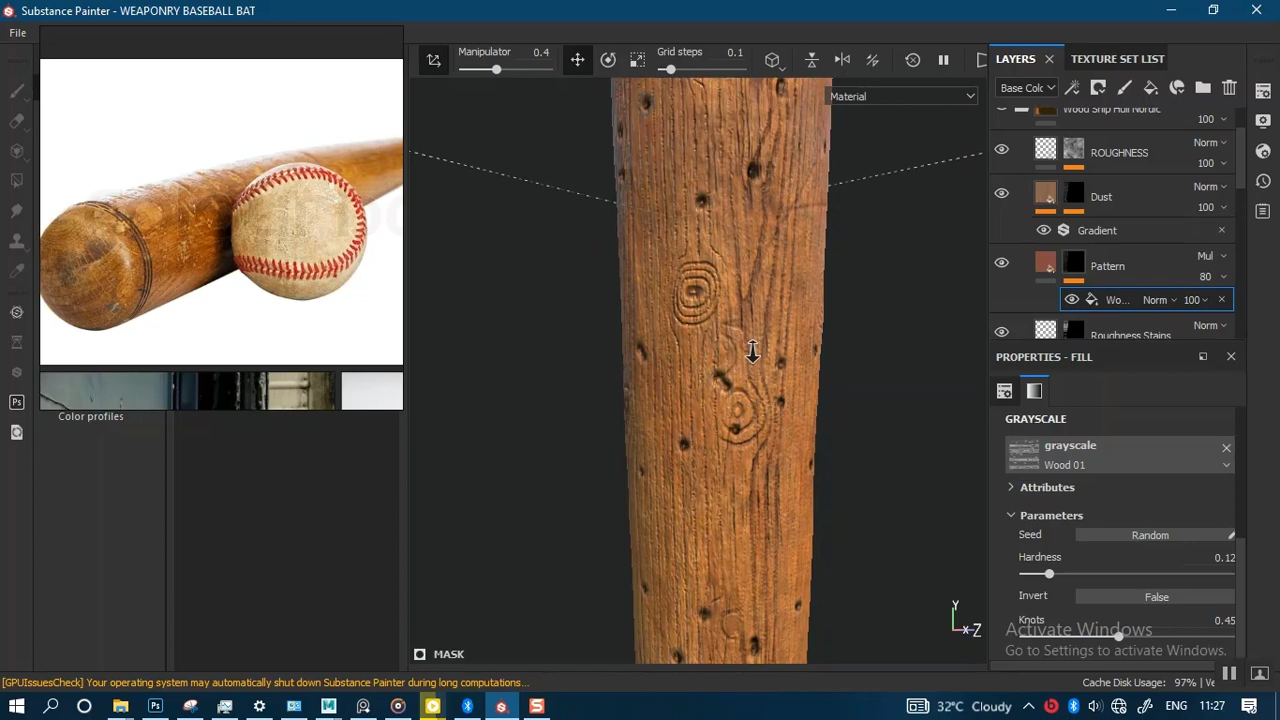 Substance Painter - WEAPONRY BASEBALL BAT
File
Manipulator 0.4
Grid steps 0.1
LAYERS
TEXTURE SET LIST
Material
Base Col
Wood Ship Hull Nordic
100
Norm
ROUGHNESS
100
Norm
Dust
100
Gradient
Mul
Pattern
80
Wo... Norm 100
Norm
Roughness Stains
PROPERTIES - FILL
GRAYSCALE
grayscale
Wood 01
Attributes
Parameters
Seed Random
Hardness 0.12
Invert False
Knots 0.45
Activate Windows
Go to Settings to activate Windows.
Color profiles
Y
Z
X
MASK
[GPUIssuesCheck] Your operating system may automatically shut down Substance Painter during long computations...
Cache Disk Usage: 97% | Ve
32°C Cloudy
ENG
11:27